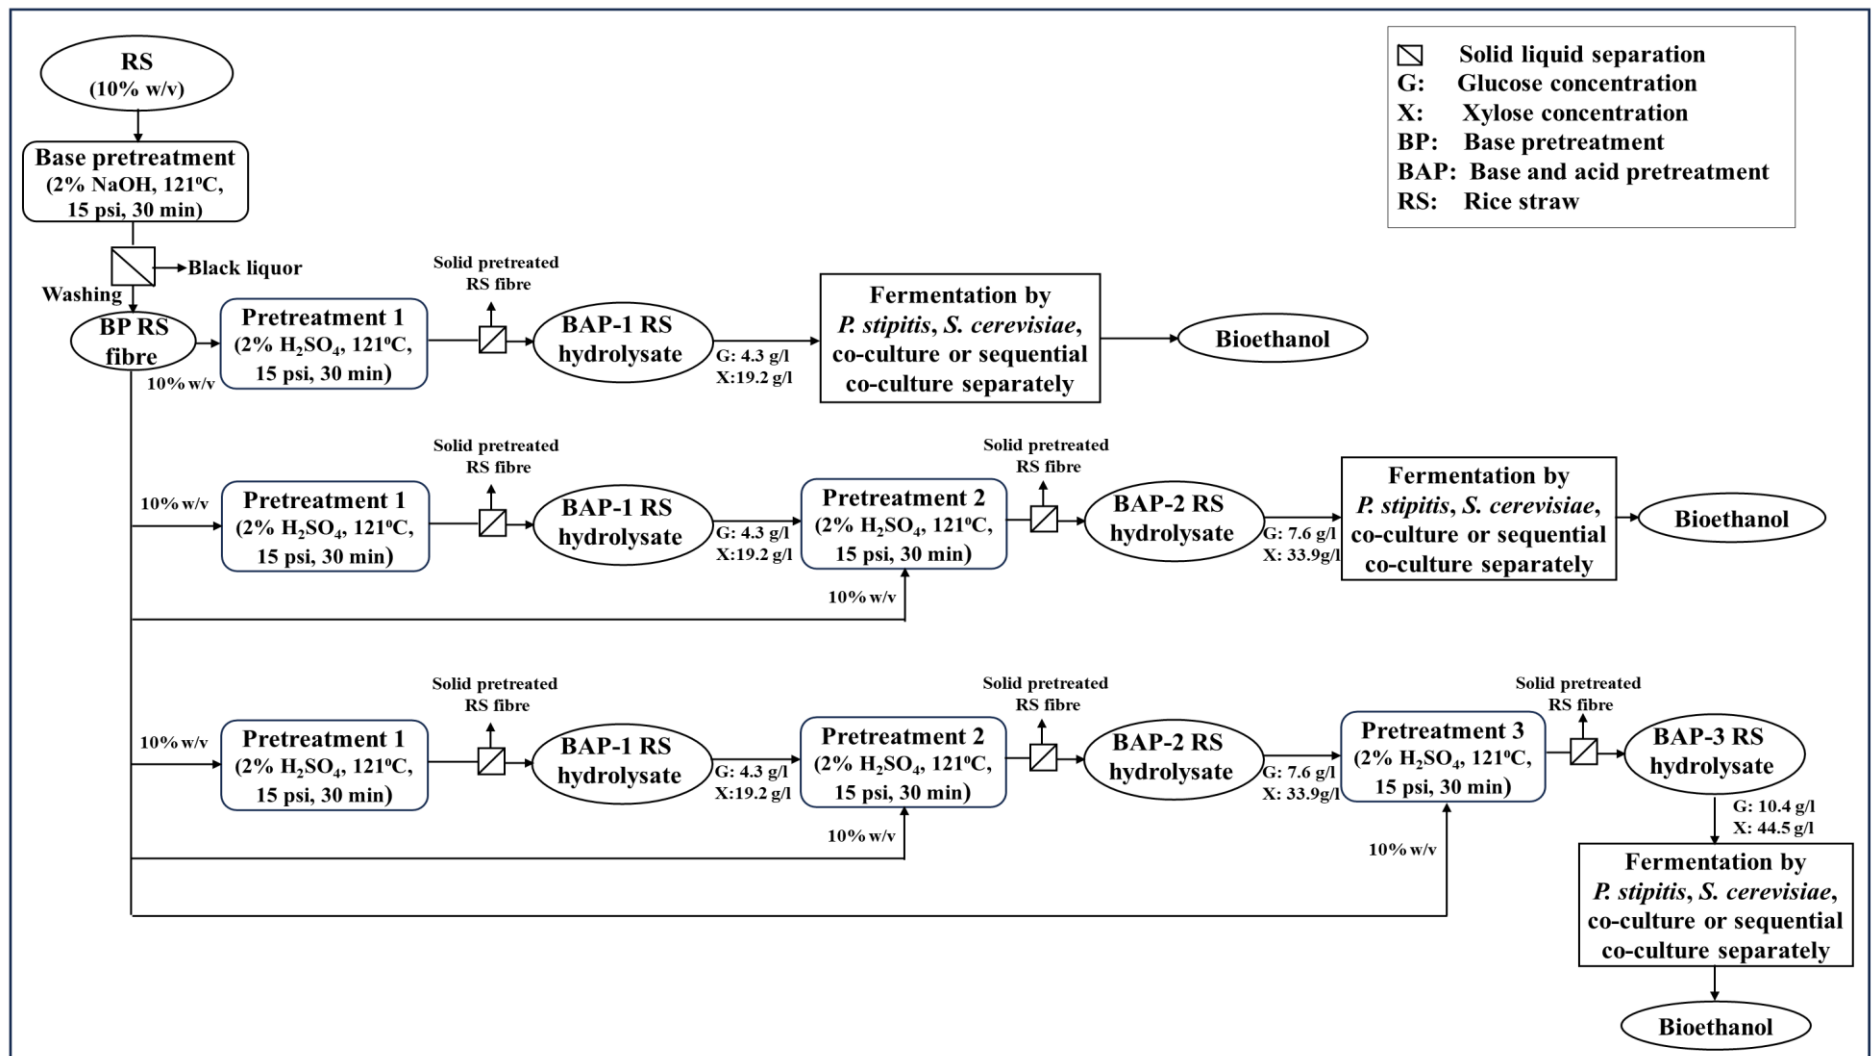 RS
(10% w/v)
Base pretreatment
(2% NaOH, 121⁰C,
15 psi, 30 min)
Black liquor
Washing
BP RS
fibre
Solid liquid separation
G: Glucose concentration
X: Xylose concentration
BP: Base pretreatment
BAP: Base and acid pretreatment
RS: Rice straw
10% w/v
Pretreatment 1
(2% H₂SO₄, 121⁰C,
15 psi, 30 min)
Solid pretreated
RS fibre
BAP-1 RS
hydrolysate
G: 4.3 g/l
X:19.2 g/l
Fermentation by
P. stipitis, S. cerevisiae,
co-culture or sequential
co-culture separately
Bioethanol
10% w/v
Pretreatment 1
(2% H₂SO₄, 121⁰C,
15 psi, 30 min)
Solid pretreated
RS fibre
BAP-1 RS
hydrolysate
G: 4.3 g/l
X:19.2 g/l
Pretreatment 2
(2% H₂SO₄, 121⁰C,
15 psi, 30 min)
10% w/v
Solid pretreated
RS fibre
BAP-2 RS
hydrolysate
G: 7.6 g/l
X: 33.9g/l
Fermentation by
P. stipitis, S. cerevisiae,
co-culture or sequential
co-culture separately
Bioethanol
10% w/v
Pretreatment 1
(2% H₂SO₄, 121⁰C,
15 psi, 30 min)
Solid pretreated
RS fibre
BAP-1 RS
hydrolysate
G: 4.3 g/l
X:19.2 g/l
Pretreatment 2
(2% H₂SO₄, 121⁰C,
15 psi, 30 min)
10% w/v
Solid pretreated
RS fibre
BAP-2 RS
hydrolysate
G: 7.6 g/l
X: 33.9g/l
Pretreatment 3
(2% H₂SO₄, 121⁰C,
15 psi, 30 min)
10% w/v
Solid pretreated
RS fibre
BAP-3 RS
hydrolysate
G: 10.4 g/l
X: 44.5 g/l
Fermentation by
P. stipitis, S. cerevisiae,
co-culture or sequential
co-culture separately
Bioethanol